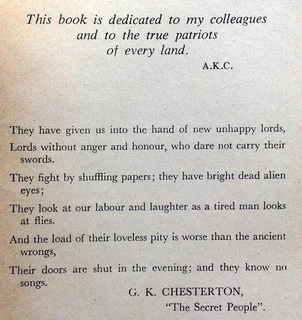 This book is dedicated to my colleagues
and to the true patriots
of every land.
A.K.C.
They have given us into the hand of new unhappy lords,
Lords without anger and honour, who dare not carry their
swords.
They fight by shuffling papers; they have bright dead alien
eyes;
They look at our labour and laughter as a tired man looks
at flies.
And the load of their loveless pity is worse than the ancient
wrongs,
Their doors are shut in the evening; and they know no
songs.
G. K. CHESTERTON,
"The Secret People".